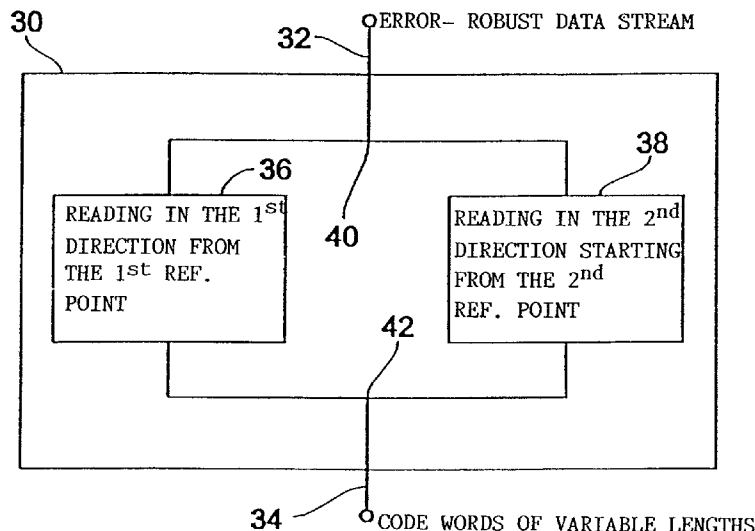 30
32
ERROR- ROBUST DATA STREAM
36
READING IN THE 1st
DIRECTION FROM
THE 1st REF.
POINT
40
38
READING IN THE 2nd
DIRECTION STARTING
FROM THE 2nd
REF. POINT
42
34
CODE WORDS OF VARIABLE LENGTHS